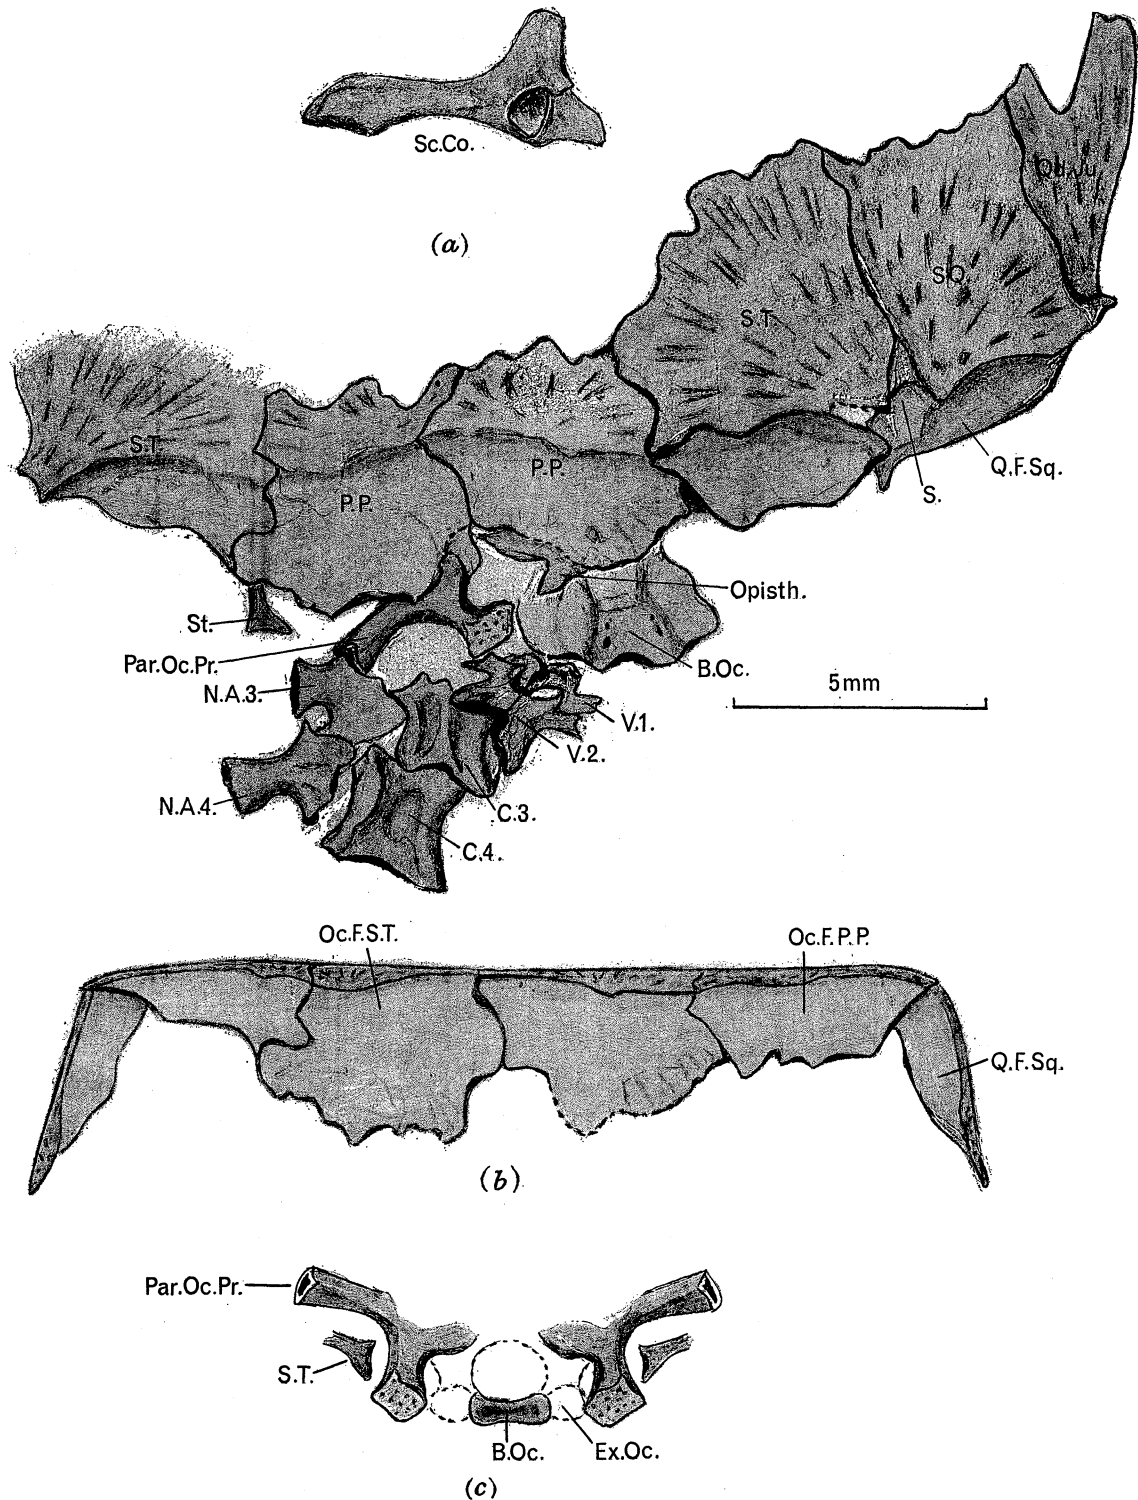 Sc.Co.
(a)
Qu.Ju.
SQ.
S.T.
S.T.
P.P.
P.P.
Q.F.Sq.
S.
Opisth.
St.
Par.Oc.Pr.
B.Oc.
N.A.3.
5mm
V.1.
V.2.
N.A.4.
C.3.
C.4.
Oc.F.S.T.
Oc.F.P.P.
Q.F.Sq.
(b)
Par.Oc.Pr.
S.T.
B.Oc.
Ex.Oc.
(c)